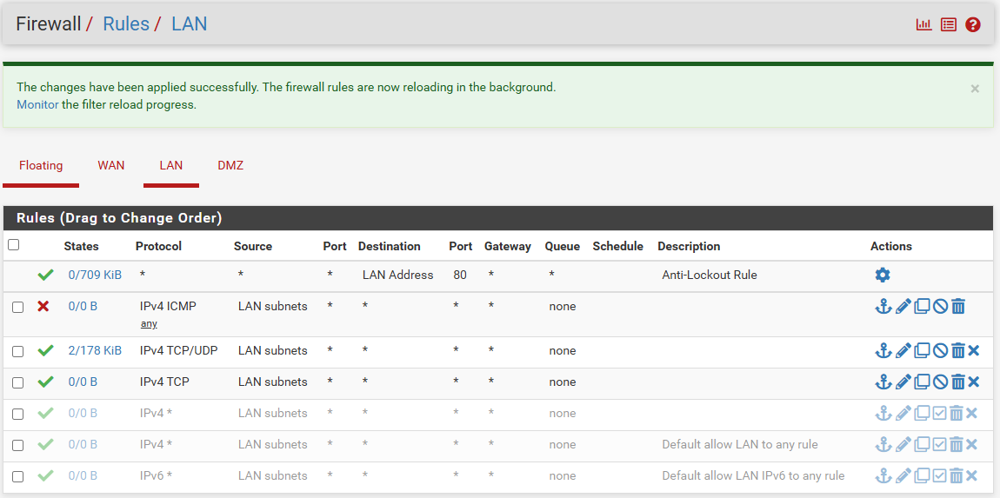 Firewall / Rules / LAN
The changes have been applied successfully. The firewall rules are now reloading in the background.
Monitor the filter reload progress.
×
Floating WAN LAN DMZ
Rules (Drag to Change Order)
States Protocol Source Port Destination Port Gateway Queue Schedule Description Actions
0/709 KiB * * * LAN Address 80 * * Anti-Lockout Rule
0/0 B IPv4 ICMP LAN subnets * * * * none
any
2/178 KiB IPv4 TCP/UDP LAN subnets * * * * none
0/0 B IPv4 TCP LAN subnets * * * * none
0/0 B IPv4 * LAN subnets * * * * none
0/0 B IPv4 * LAN subnets * * * * none Default allow LAN to any rule
0/0 B IPv6 * LAN subnets * * * * none Default allow LAN IPv6 to any rule